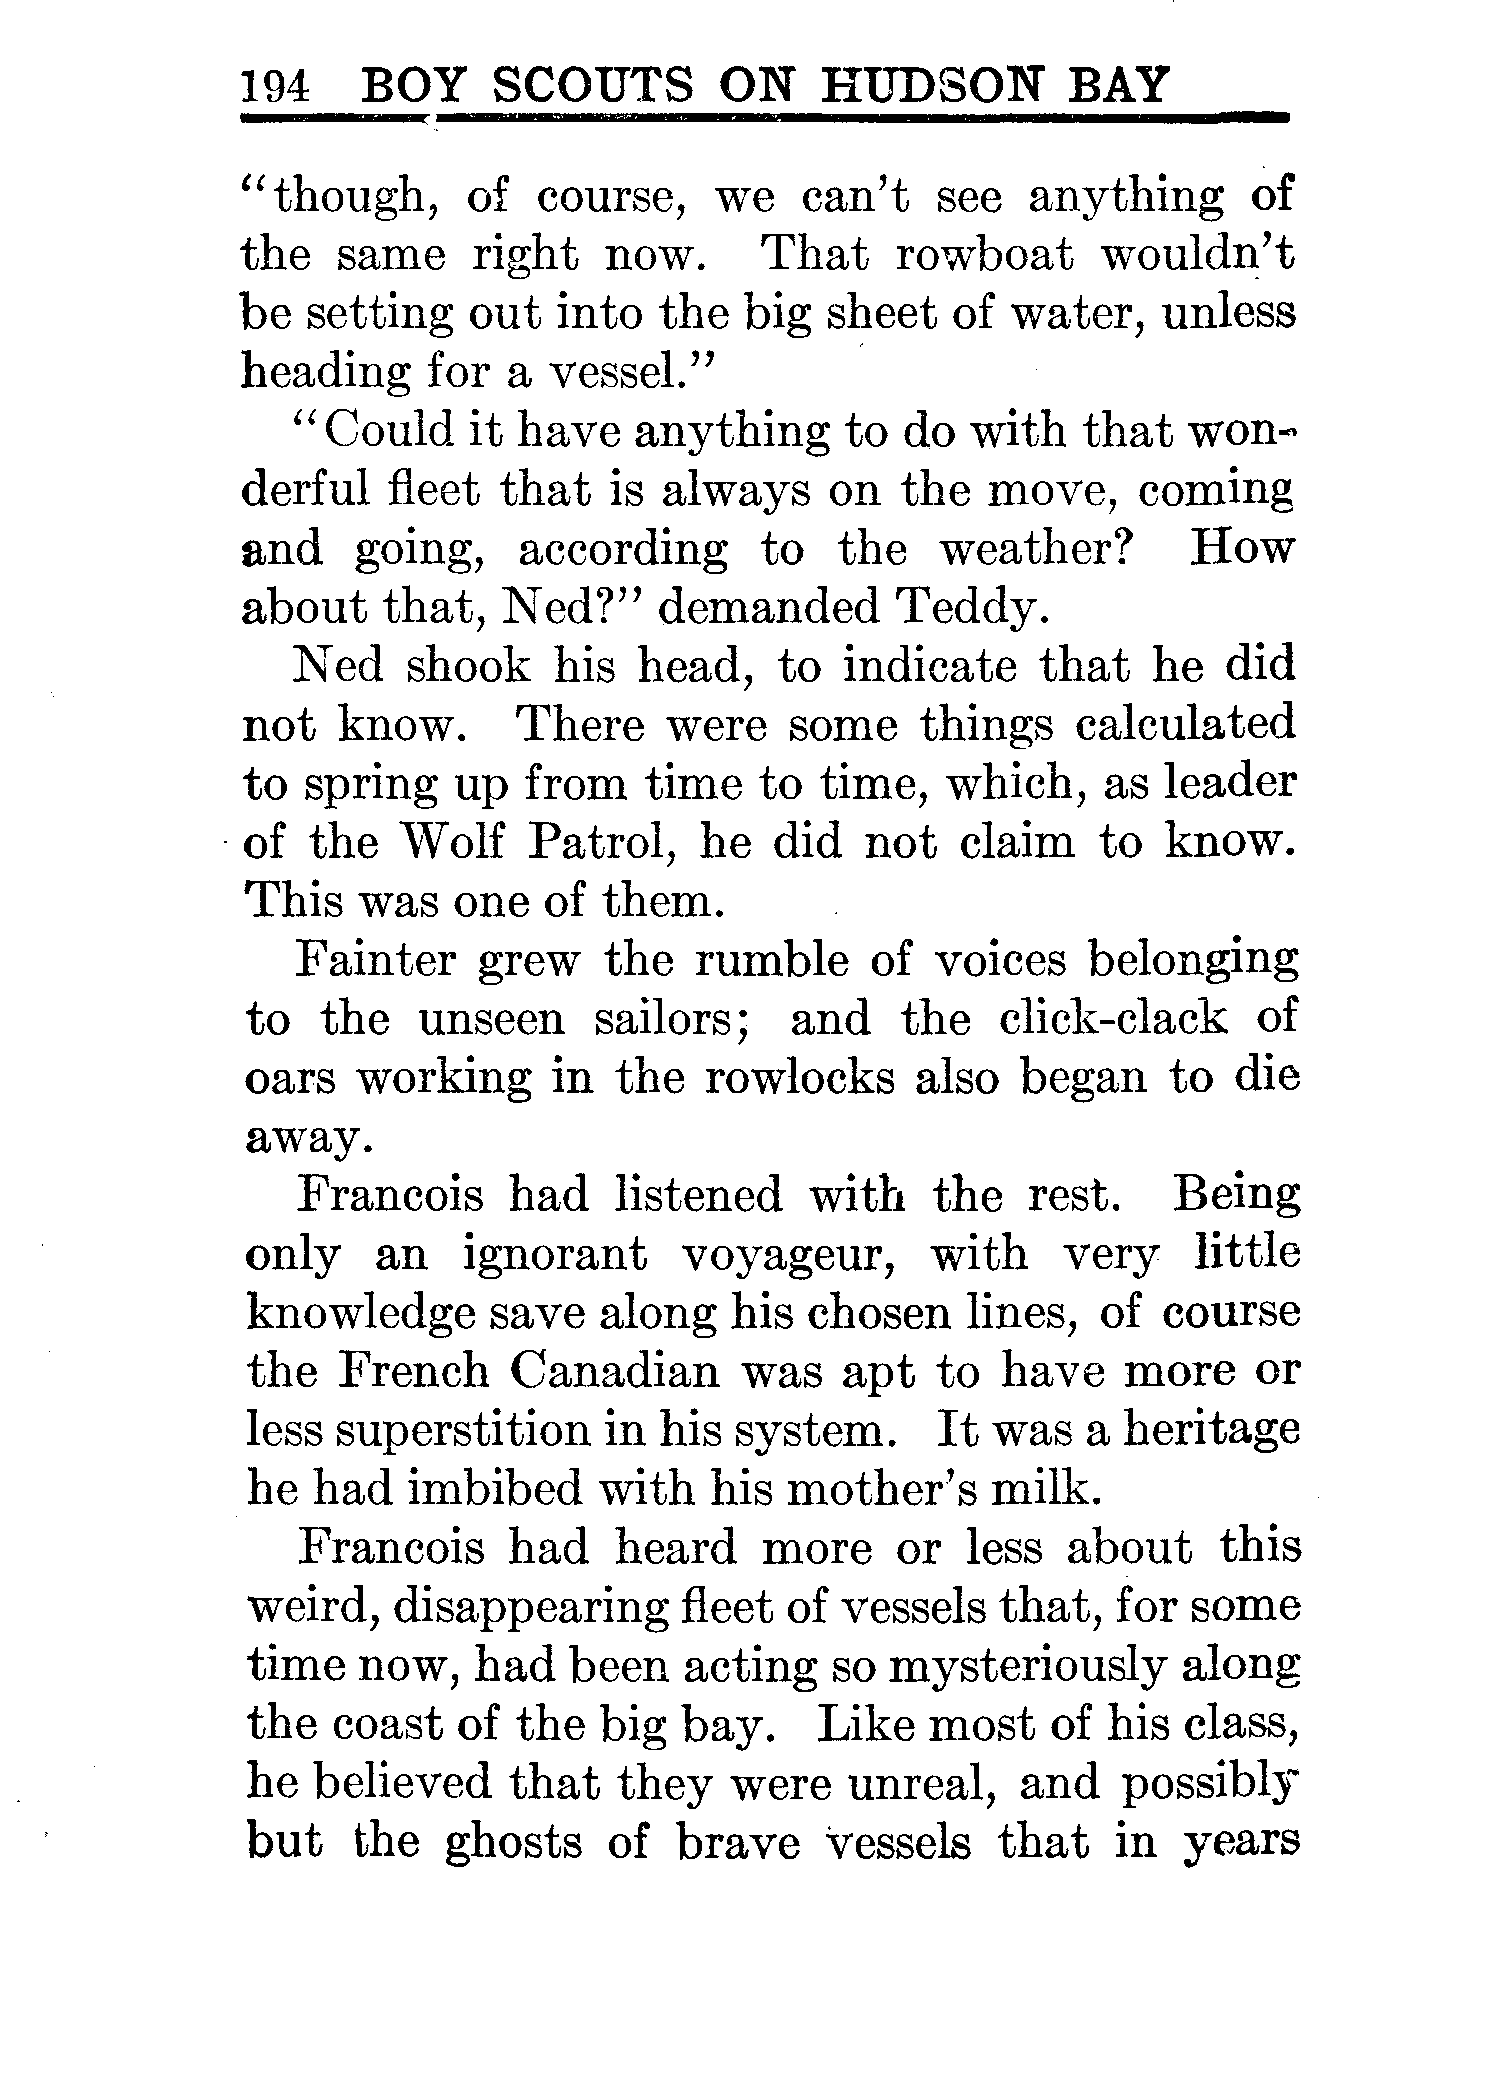 194 BOY SCOUTS ON HUDSON BAY
"though, of course, we can't see anything of
the same right now. That rowboat wouldn't
be setting out into the big sheet of water, unless
heading for a vessel."
"Could it have anything to do with that won-
derful fleet that is always on the move, coming
and going, according to the weather? How
about that, Ned?" demanded Teddy.
Ned shook his head, to indicate that he did
not know. There were some things calculated
to spring up from time to time, which, as leader
of the Wolf Patrol, he did not claim to know.
This was one of them.
Fainter grew the rumble of voices belonging
to the unseen sailors; and the click-clack of
oars working in the rowlocks also began to die
away.
Francois had listened with the rest. Being
only an ignorant voyageur, with very little
knowledge save along his chosen lines, of course
the French Canadian was apt to have more or
less superstition in his system. It was a heritage
he had imbibed with his mother's milk.
Francois had heard more or less about this
weird, disappearing fleet of vessels that, for some
time now, had been acting so mysteriously along
the coast of the big bay. Like most of his class,
he believed that they were unreal, and possibly
but the ghosts of brave vessels that in years